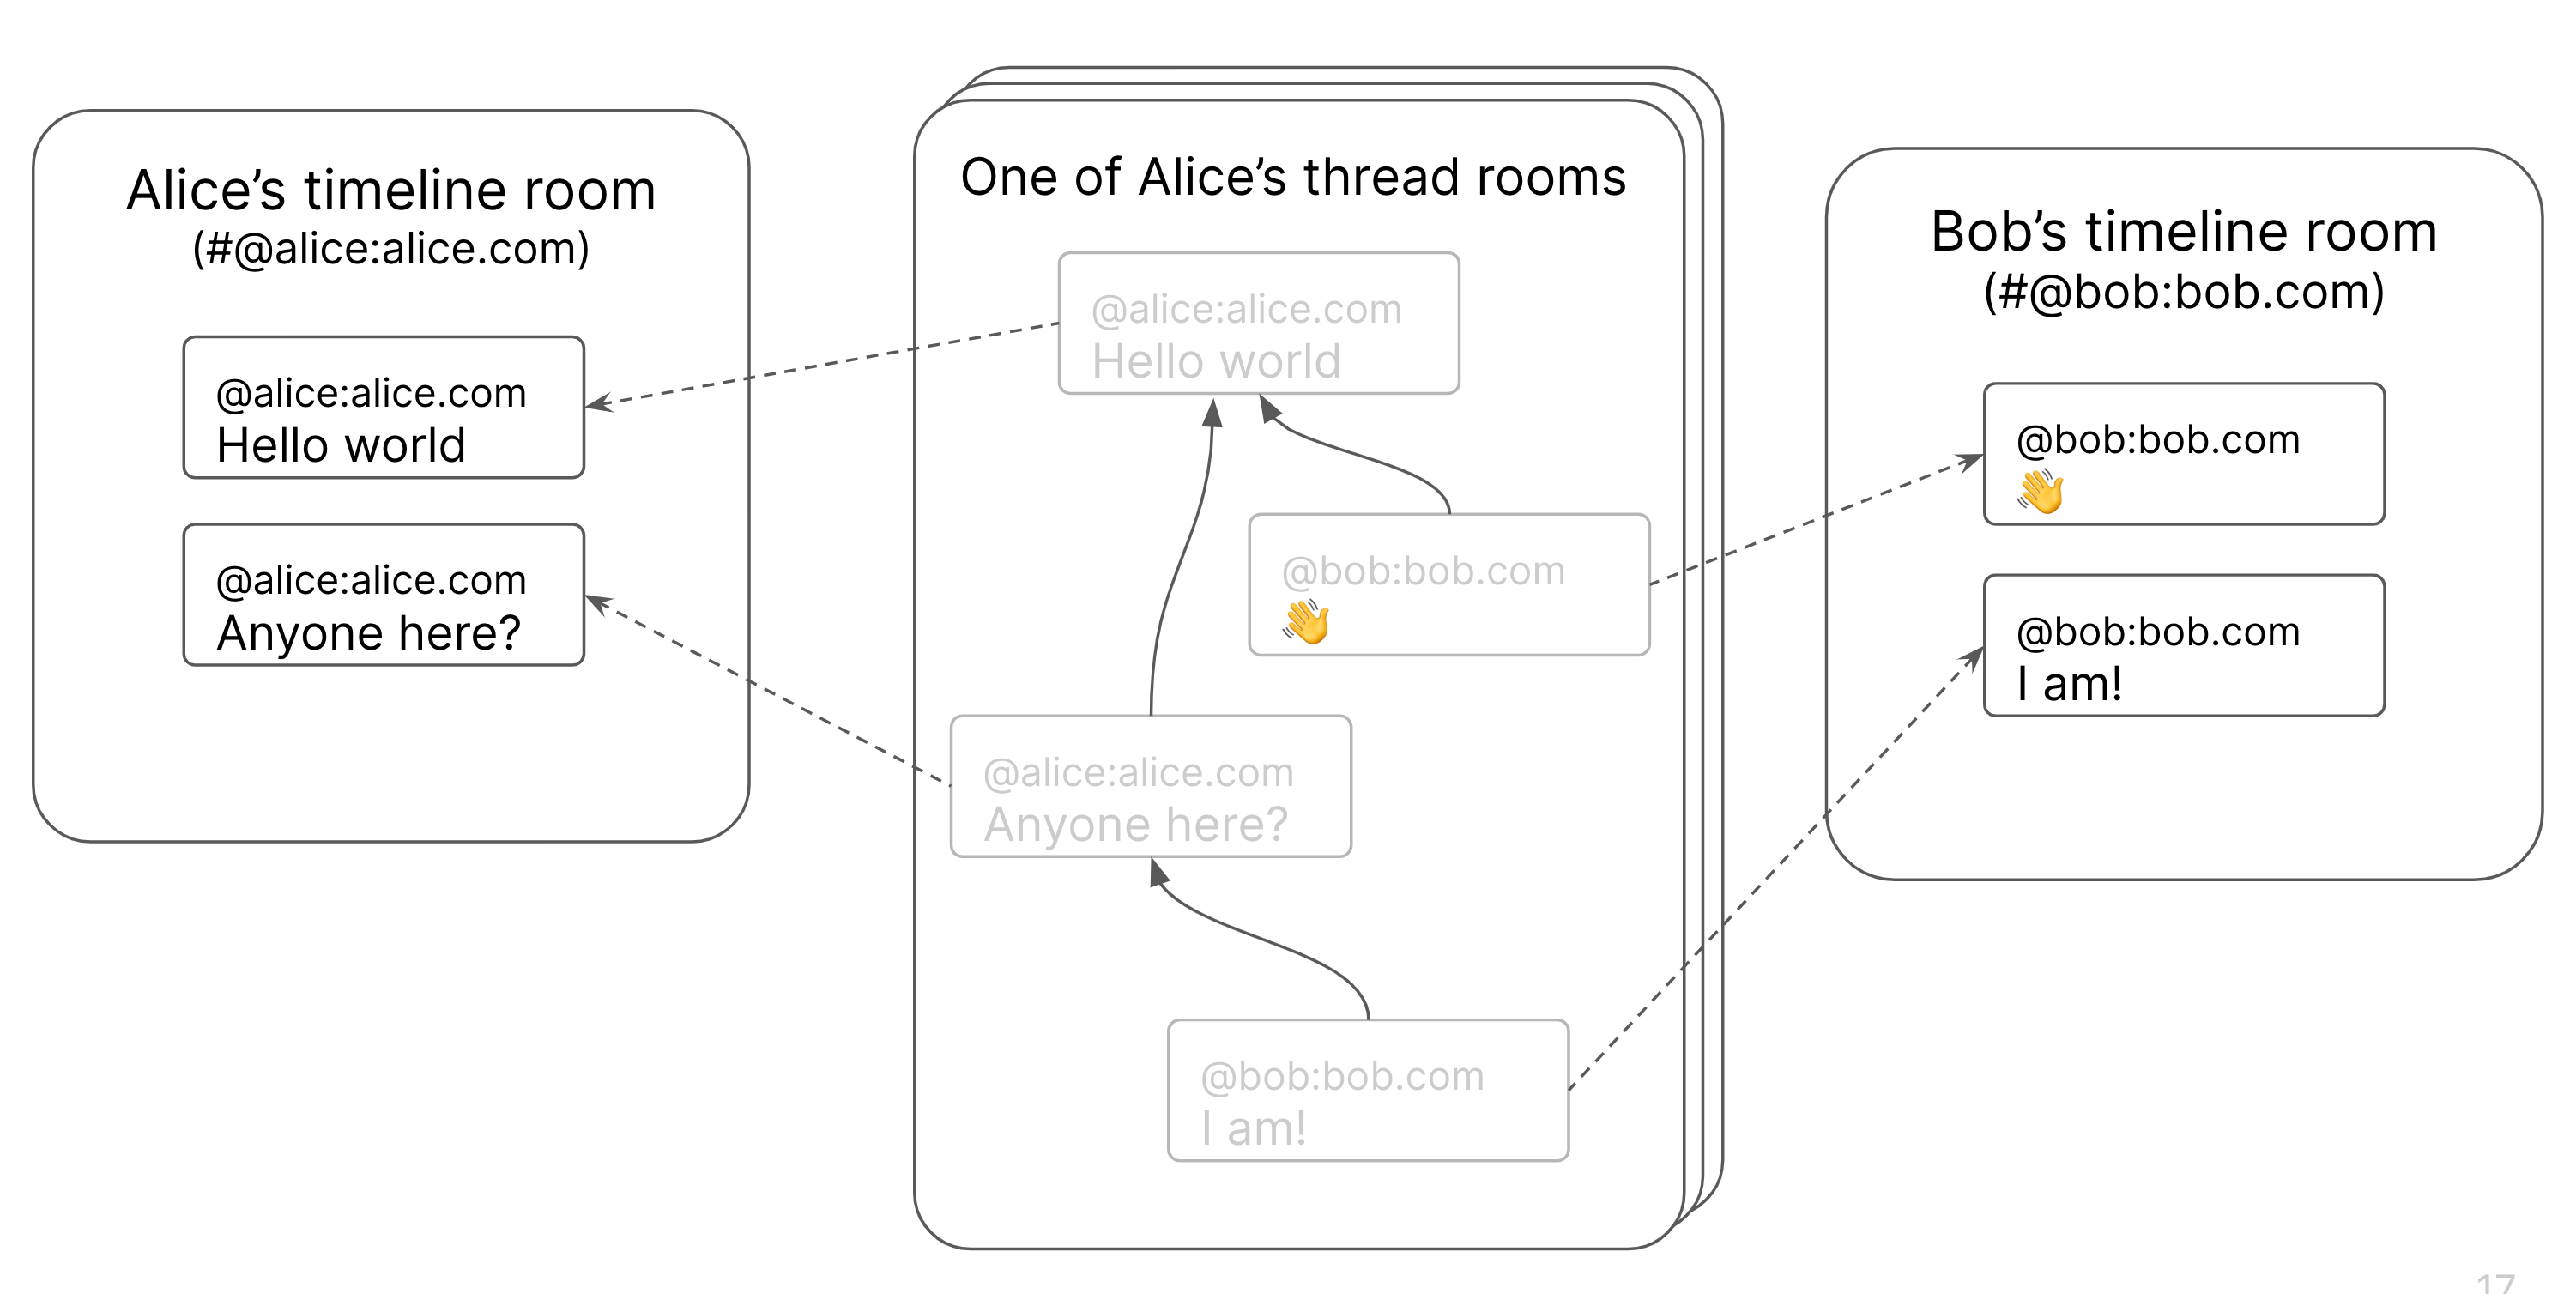 Alice’s timeline room
(#@alice:alice.com)
@alice:alice.com
Hello world
@alice:alice.com
Anyone here?
One of Alice’s thread rooms
@alice:alice.com
Hello world
@bob:bob.com
👋
@alice:alice.com
Anyone here?
@bob:bob.com
I am!
Bob’s timeline room
(#@bob:bob.com)
@bob:bob.com
👋
@bob:bob.com
I am!
17